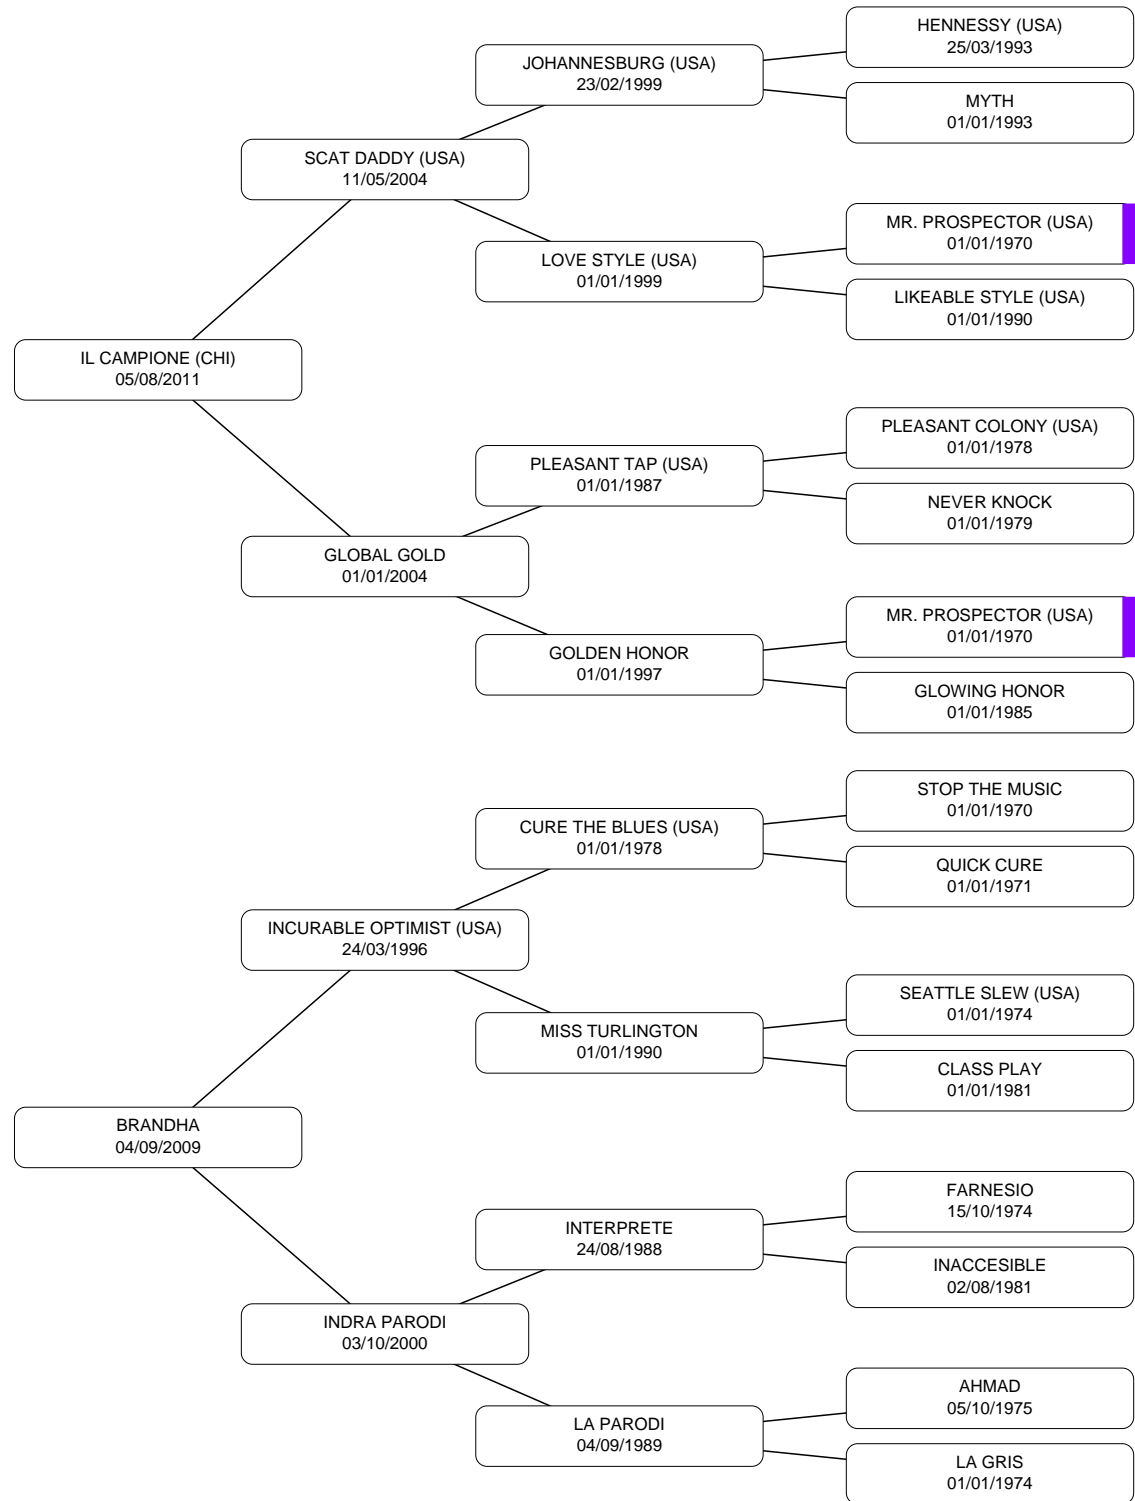 HENNESSY (USA)
25/03/1993
JOHANNESBURG (USA)
23/02/1999
MYTH
01/01/1993
SCAT DADDY (USA)
11/05/2004
MR. PROSPECTOR (USA)
01/01/1970
LOVE STYLE (USA)
01/01/1999
LIKEABLE STYLE (USA)
01/01/1990
IL CAMPIONE (CHI)
05/08/2011
PLEASANT COLONY (USA)
01/01/1978
PLEASANT TAP (USA)
01/01/1987
NEVER KNOCK
01/01/1979
GLOBAL GOLD
01/01/2004
MR. PROSPECTOR (USA)
01/01/1970
GOLDEN HONOR
01/01/1997
GLOWING HONOR
01/01/1985
STOP THE MUSIC
01/01/1970
CURE THE BLUES (USA)
01/01/1978
QUICK CURE
01/01/1971
INCURABLE OPTIMIST (USA)
24/03/1996
SEATTLE SLEW (USA)
01/01/1974
MISS TURLINGTON
01/01/1990
CLASS PLAY
01/01/1981
BRANDHA
04/09/2009
FARNESIO
15/10/1974
INTERPRETE
24/08/1988
INACCESIBLE
02/08/1981
INDRA PARODI
03/10/2000
AHMAD
05/10/1975
LA PARODI
04/09/1989
LA GRIS
01/01/1974